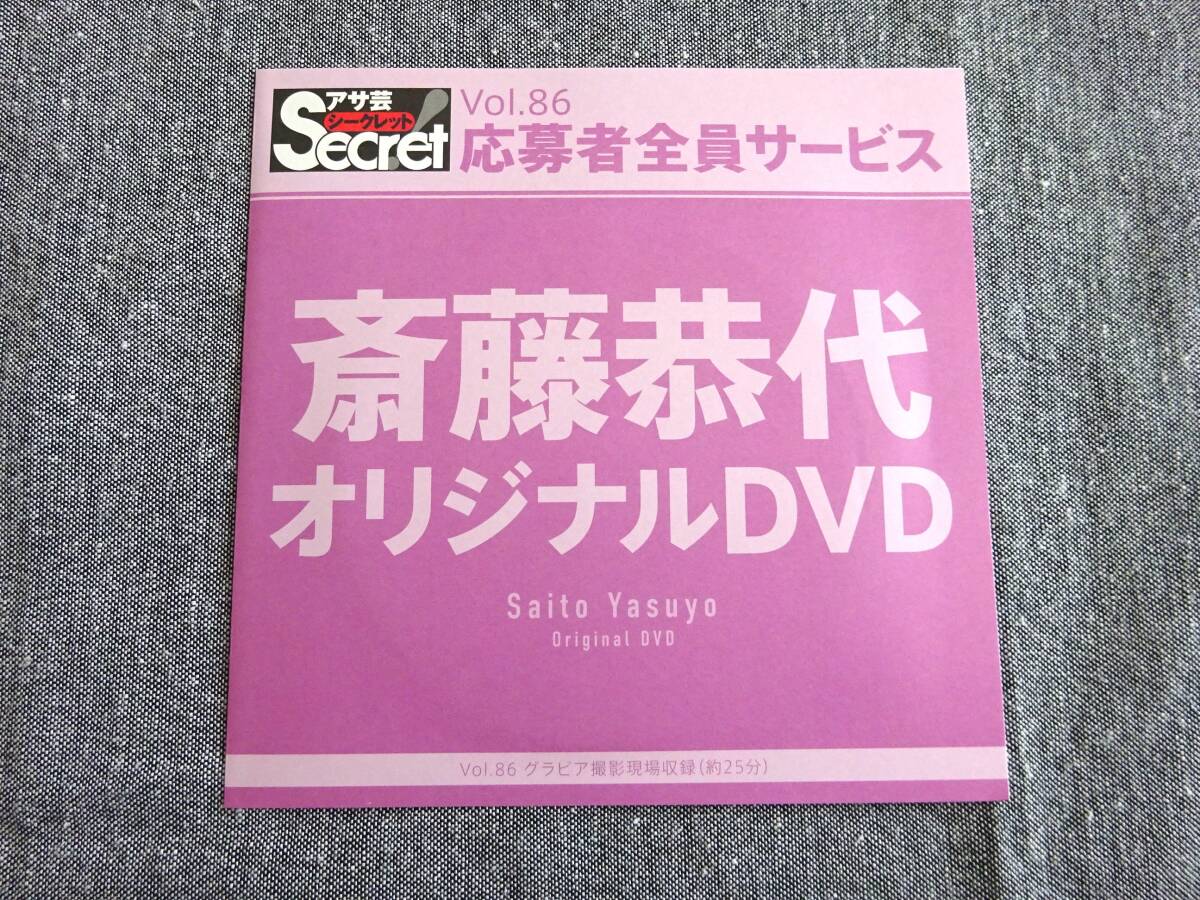 アサ芸
シークレット
Secret!
Vol.86
応募者全員サービス
斎藤恭代
オリジナルDVD
Saito Yasuyo
Original DVD
Vol.86 グラビア撮影現場収録(約25分)